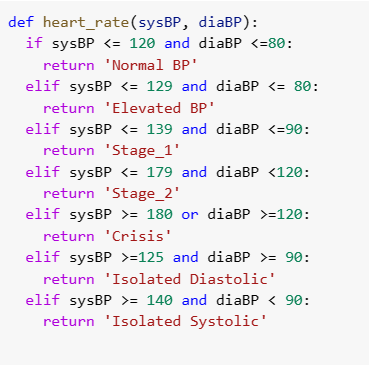 def heart_rate(sysBP, diaBP):
  if sysBP <= 120 and diaBP <=80:
    return 'Normal BP'
  elif sysBP <= 129 and diaBP <= 80:
    return 'Elevated BP'
  elif sysBP <= 139 and diaBP <=90:
    return 'Stage_1'
  elif sysBP <= 179 and diaBP <120:
    return 'Stage_2'
  elif sysBP >= 180 or diaBP >=120:
    return 'Crisis'
  elif sysBP >=125 and diaBP >= 90:
    return 'Isolated Diastolic'
  elif sysBP >= 140 and diaBP < 90:
    return 'Isolated Systolic'